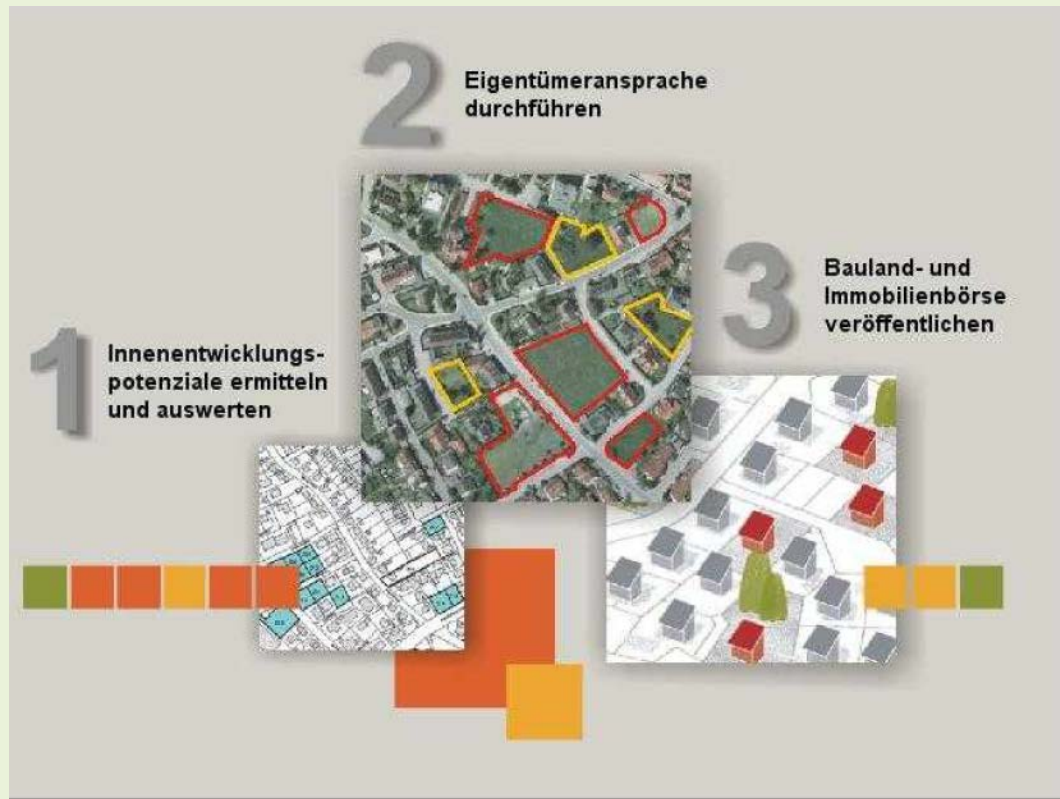 1
Innenentwicklungs-
potenziale ermitteln
und auswerten
2
Eigentümeransprache
durchführen
3
Bauland- und
Immobilienbörse
veröffentlichen